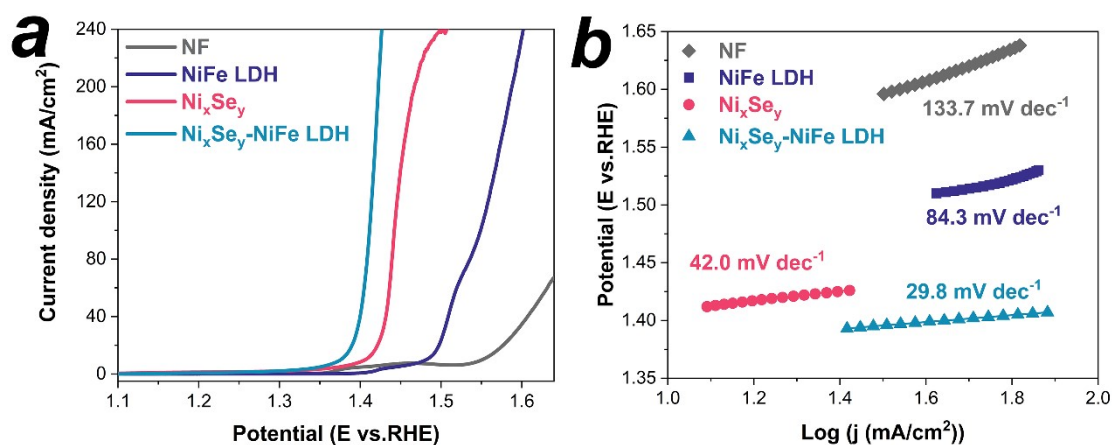 a
240
200
160
120
80
40
0
Current density (mA/cm²)
NF
NiFe LDH
NiₓSeᵧ
NiₓSeᵧ-NiFe LDH
1.1 1.2 1.3 1.4 1.5 1.6
Potential (E vs.RHE)
b
1.65
1.60
1.55
1.50
1.45
1.40
1.35
Potential (E vs.RHE)
NF
NiFe LDH
NiₓSeᵧ
NiₓSeᵧ-NiFe LDH
133.7 mV dec⁻¹
84.3 mV dec⁻¹
42.0 mV dec⁻¹
29.8 mV dec⁻¹
1.0 1.2 1.4 1.6 1.8 2.0
Log (j (mA/cm²))